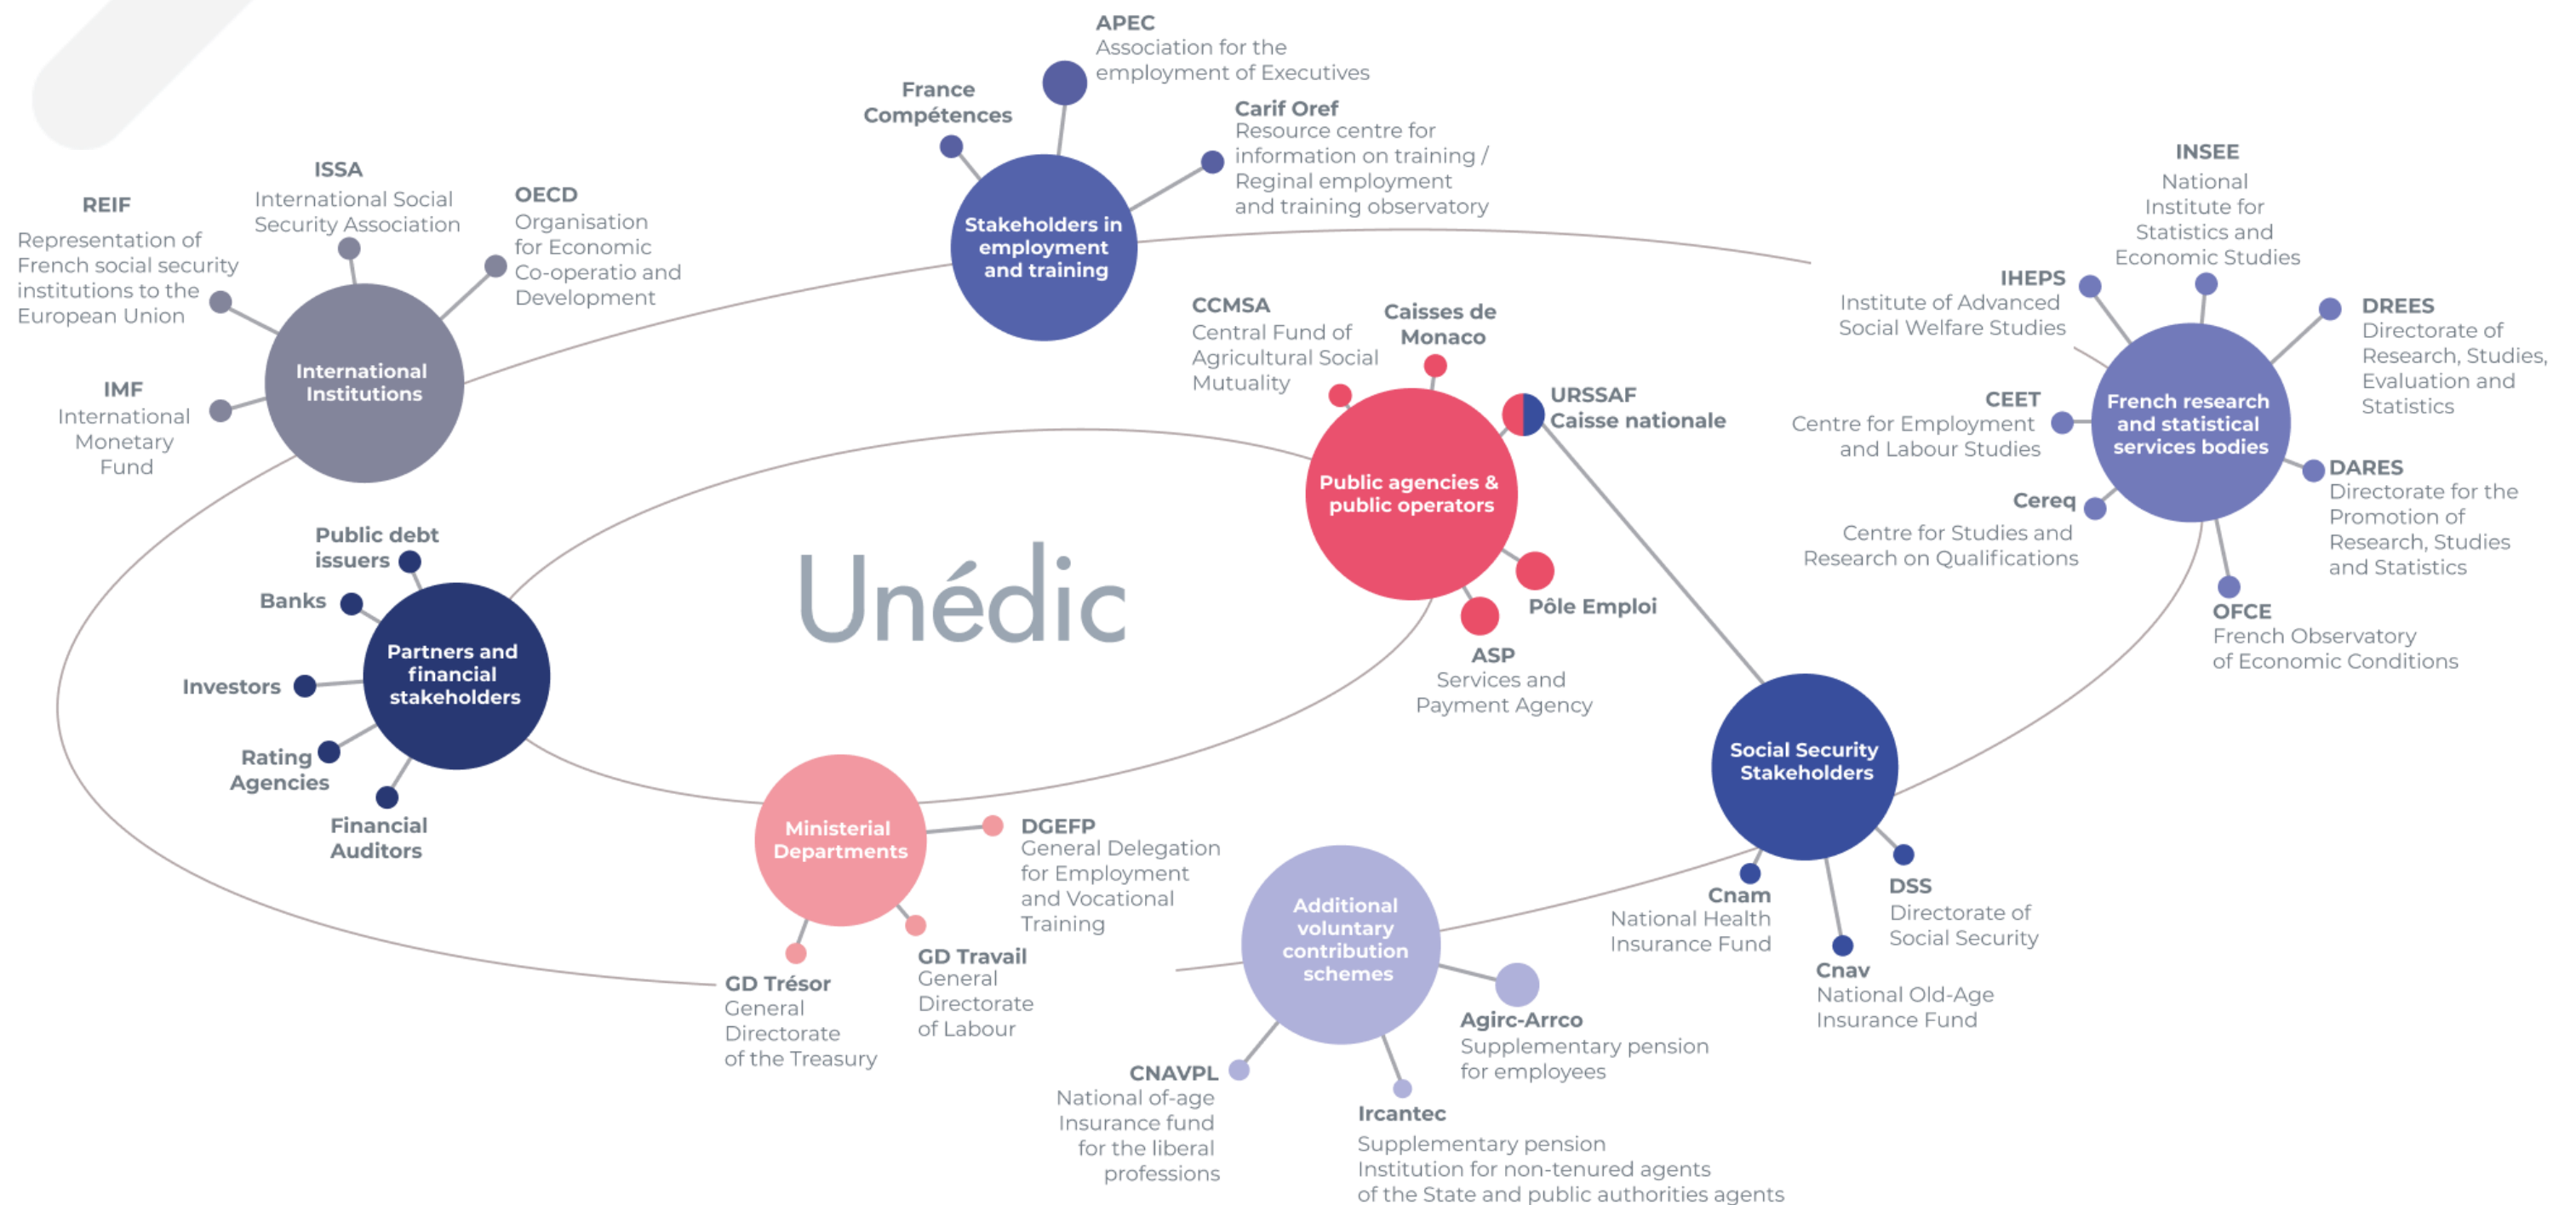 APEC
Association for the
employment of Executives
France
Compétences
Carif Oref
Resource centre for
information on training /
Reginal employment
and training observatory
Stakeholders in
employment
and training
ISSA
International Social
Security Association
REIF
Representation of
French social security
institutions to the
European Union
OECD
Organisation
for Economic
Co-operatio and
Development
IMF
International
Monetary
Fund
International
Institutions
INSEE
National
Institute for
Statistics and
Economic Studies
IHEPS
Institute of Advanced
Social Welfare Studies
DREES
Directorate of
Research, Studies,
Evaluation and
Statistics
CEET
Centre for Employment
and Labour Studies
French research
and statistical
services bodies
DARES
Directorate for the
Promotion of
Research, Studies
and Statistics
Cereq
Centre for Studies and
Research on Qualifications
OFCE
French Observatory
of Economic Conditions
CCMSA
Central Fund of
Agricultural Social
Mutuality
Caisses de
Monaco
URSSAF
Caisse nationale
Public agencies &
public operators
Pôle Emploi
ASP
Services and
Payment Agency
Unédic
Public debt
issuers
Banks
Investors
Rating
Agencies
Financial
Auditors
Partners and
financial
stakeholders
Ministerial
Departments
DGEFP
General Delegation
for Employment
and Vocational
Training
GD Travail
General
Directorate
of Labour
GD Trésor
General
Directorate
of the Treasury
Social Security
Stakeholders
Cnam
National Health
Insurance Fund
DSS
Directorate of
Social Security
Cnav
National Old-Age
Insurance Fund
Additional
voluntary
contribution
schemes
Agirc-Arrco
Supplementary pension
for employees
CNAVPL
National of-age
Insurance fund
for the liberal
professions
Ircantec
Supplementary pension
Institution for non-tenured agents
of the State and public authorities agents